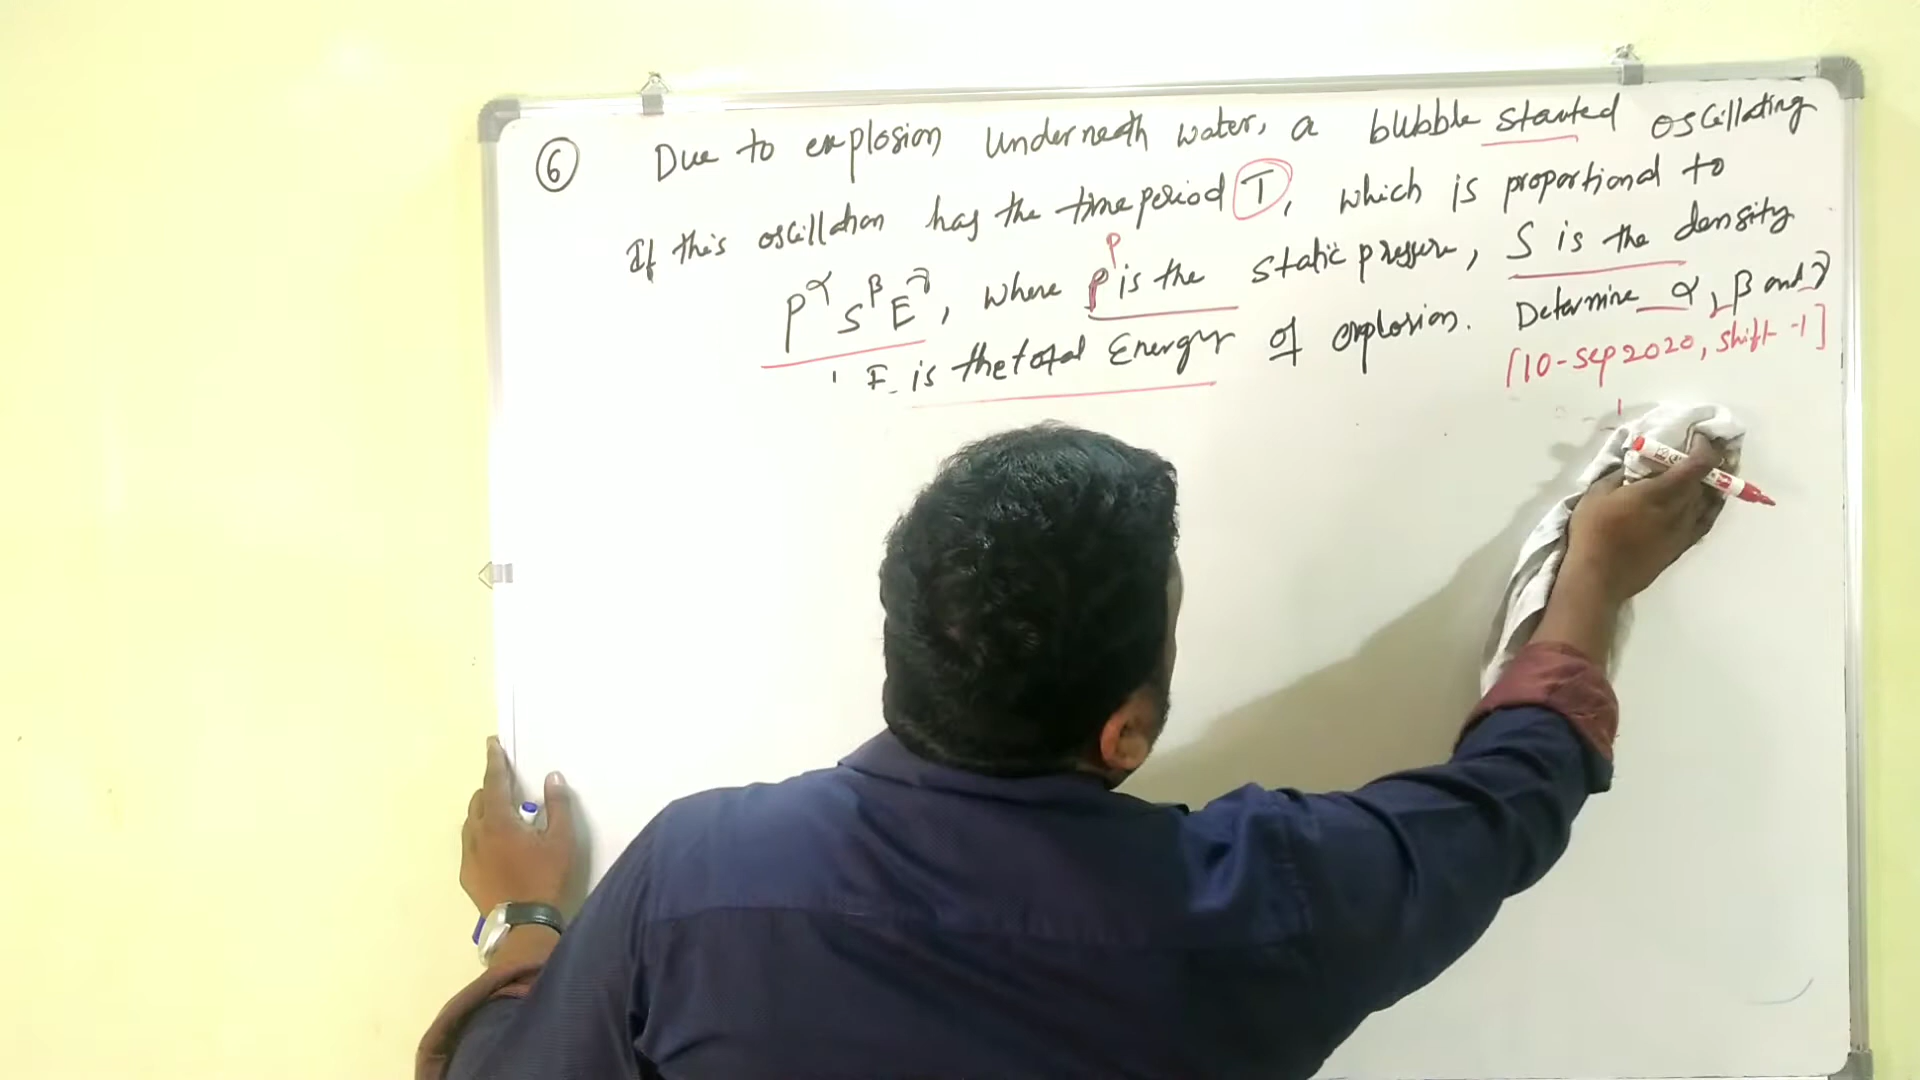 ⑥ Due to explosion Underneath water, a bubble started oscillating
If this oscillation has the time period T, which is proportional to
P
P^α S^β E^γ, where P is the static pressure, S is the density
E is the total Energy of explosion. Determine α, β and γ
[10-Sep 2020, shift-1]